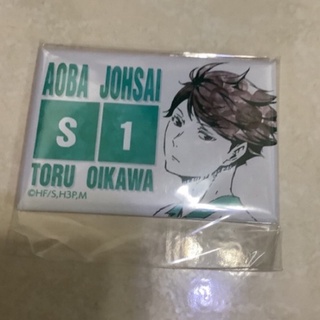 AOBA JOHSAI
S 1
TORU OIKAWA
©HF/S,H3P,M